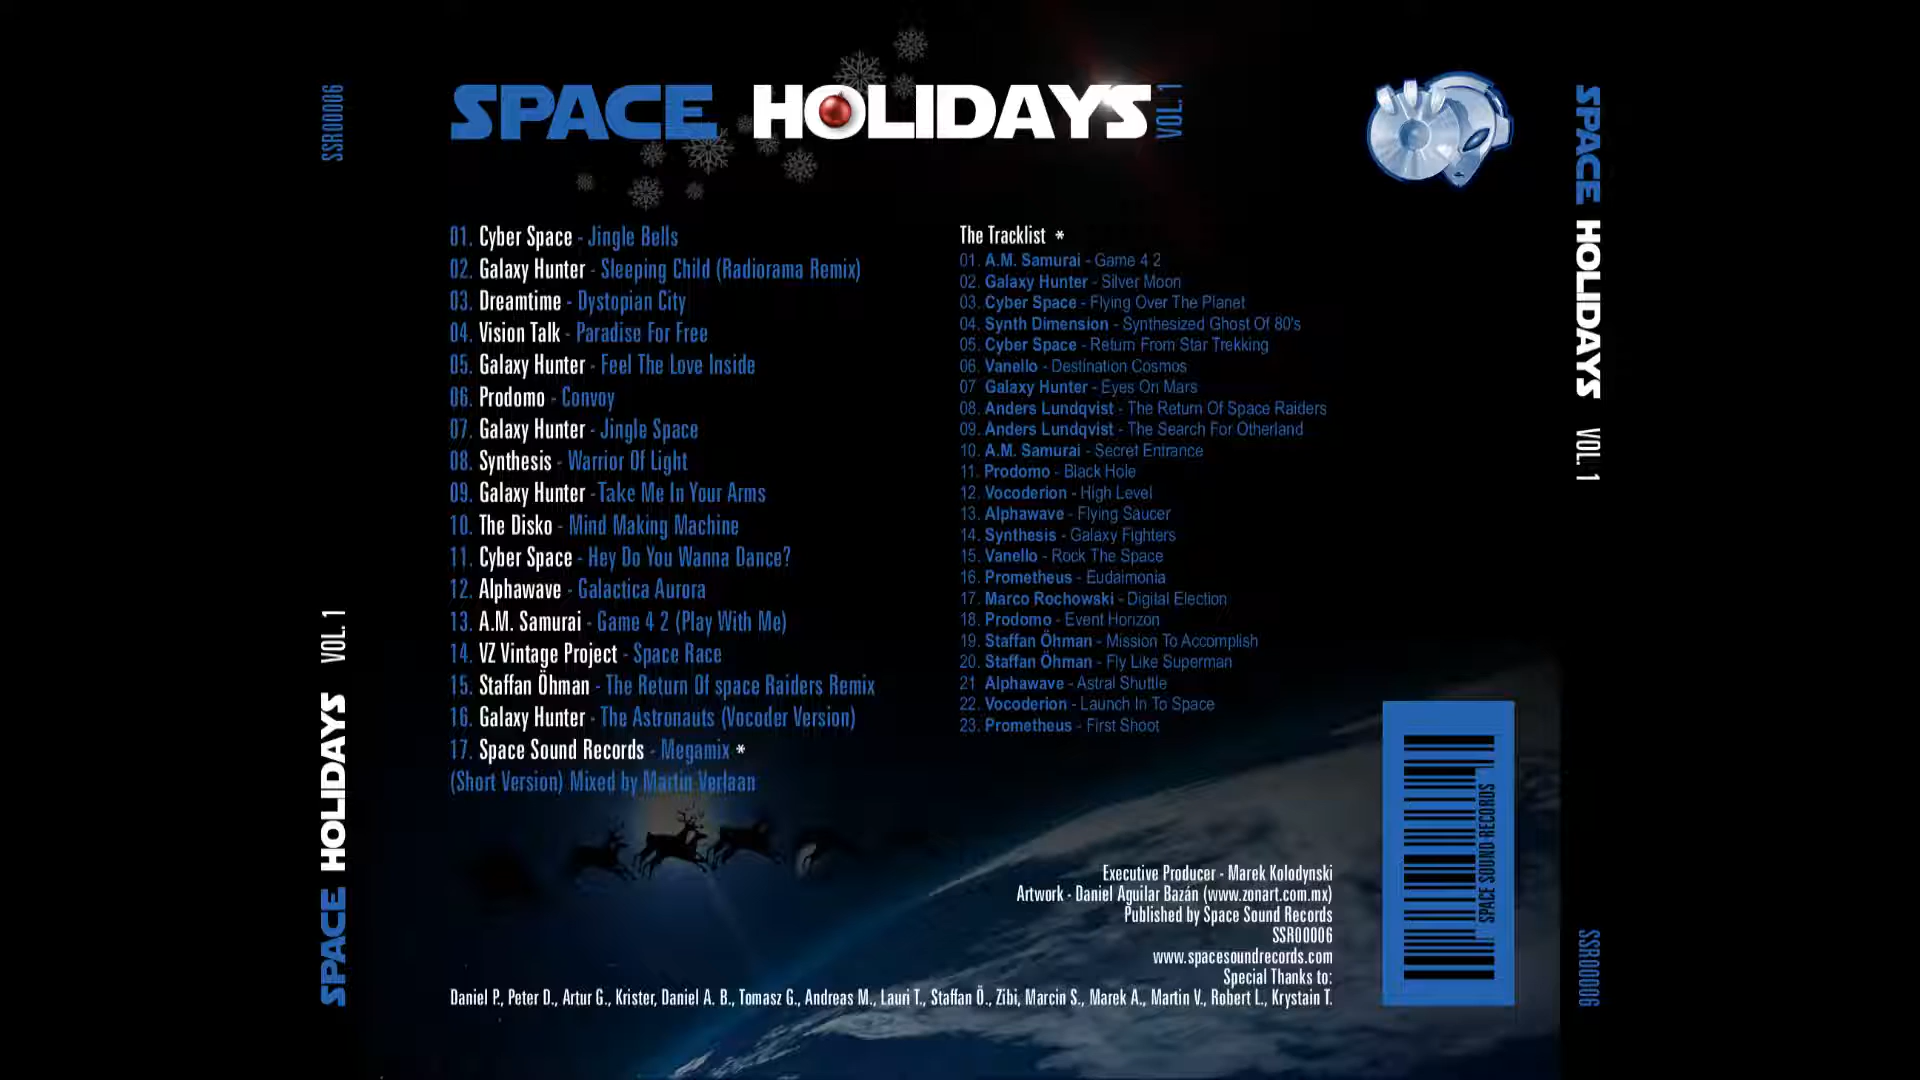 SSR00006
SPACE HOLIDAYS VOL. 1
SPACE HOLIDAYS VOL. 1
01. Cyber Space - Jingle Bells
02. Galaxy Hunter - Sleeping Child (Radiorama Remix)
03. Dreamtime - Dystopian City
04. Vision Talk - Paradise For Free
05. Galaxy Hunter - Feel The Love Inside
06. Prodomo - Convoy
07. Galaxy Hunter - Jingle Space
08. Synthesis - Warrior Of Light
09. Galaxy Hunter -Take Me In Your Arms
10. The Disko - Mind Making Machine
11. Cyber Space - Hey Do You Wanna Dance?
12. Alphawave - Galactica Aurora
13. A.M. Samurai - Game 4 2 (Play With Me)
14. VZ Vintage Project - Space Race
15. Staffan Öhman - The Return Of space Raiders Remix
16. Galaxy Hunter - The Astronauts (Vocoder Version)
17. Space Sound Records - Megamix *
(Short Version) Mixed by Martin Verlaan
The Tracklist *
01. A.M. Samurai - Game 4 2
02. Galaxy Hunter - Silver Moon
03. Cyber Space - Flying Over The Planet
04. Synth Dimension - Synthesized Ghost Of 80's
05. Cyber Space - Return From Star Trekking
06. Vanello - Destination Cosmos
07 Galaxy Hunter - Eyes On Mars
08. Anders Lundqvist - The Return Of Space Raiders
09. Anders Lundqvist - The Search For Otherland
10. A.M. Samurai - Secret Entrance
11. Prodomo - Black Hole
12. Vocoderion - High Level
13. Alphawave - Flying Saucer
14. Synthesis - Galaxy Fighters
15. Vanello - Rock The Space
16. Prometheus - Eudaimonia
17. Marco Rochowski - Digital Election
18. Prodomo - Event Horizon
19. Staffan Öhman - Mission To Accomplish
20. Staffan Öhman - Fly Like Superman
21 Alphawave - Astral Shuttle
22. Vocoderion - Launch In To Space
23. Prometheus - First Shoot
Executive Producer - Marek Kolodynski
Artwork - Daniel Aguilar Bazán (www.zonart.com.mx)
Published by Space Sound Records
SSR00006
www.spacesoundrecords.com
Special Thanks to:
Daniel P., Peter D., Artur G., Krister, Daniel A. B., Tomasz G., Andreas M., Lauri T., Staffan Ö., Zibi, Marcin S., Marek A., Martin V., Robert L., Krystain T.
SPACE SOUND RECORDS
SPACE HOLIDAYS VOL. 1
SSR00006